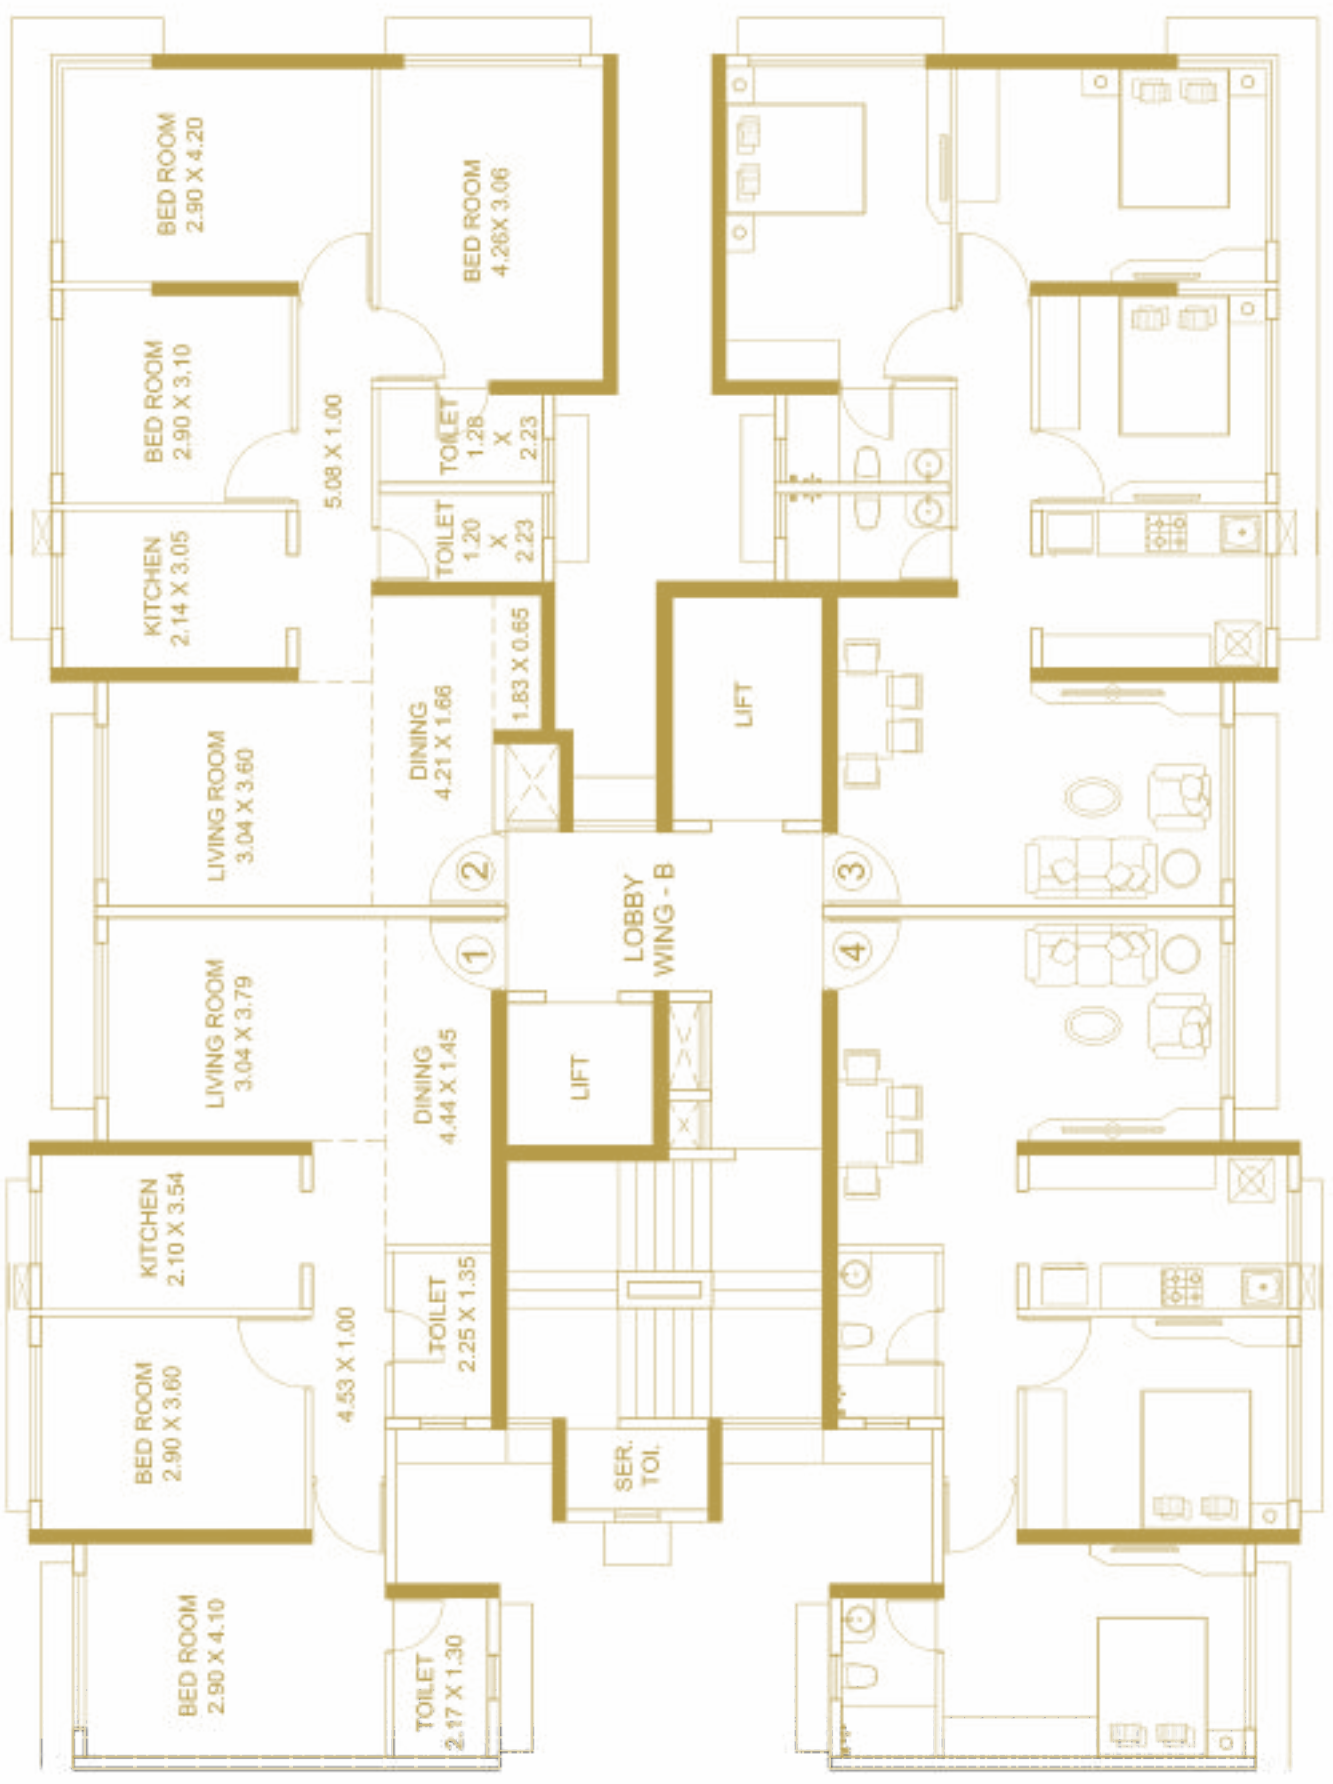 BED ROOM
2.90 X 4.20
BED ROOM
4.26X 3.06
BED ROOM
2.90 X 3.10
5.08 X 1.00
TOILET
1.28
X
2.23
TOILET
1.20
X
2.23
KITCHEN
2.14 X 3.05
LIVING ROOM
3.04 X 3.60
DINING
4.21 X 1.66
1.83 X 0.65
LIFT
2
3
LOBBY
WING - B
1
4
LIVING ROOM
3.04 X 3.79
DINING
4.44 X 1.45
LIFT
KITCHEN
2.10 X 3.54
TOILET
2.25 X 1.35
BED ROOM
2.90 X 3.60
4.53 X 1.00
SER.
TOI.
BED ROOM
2.90 X 4.10
TOILET
2.17 X 1.30